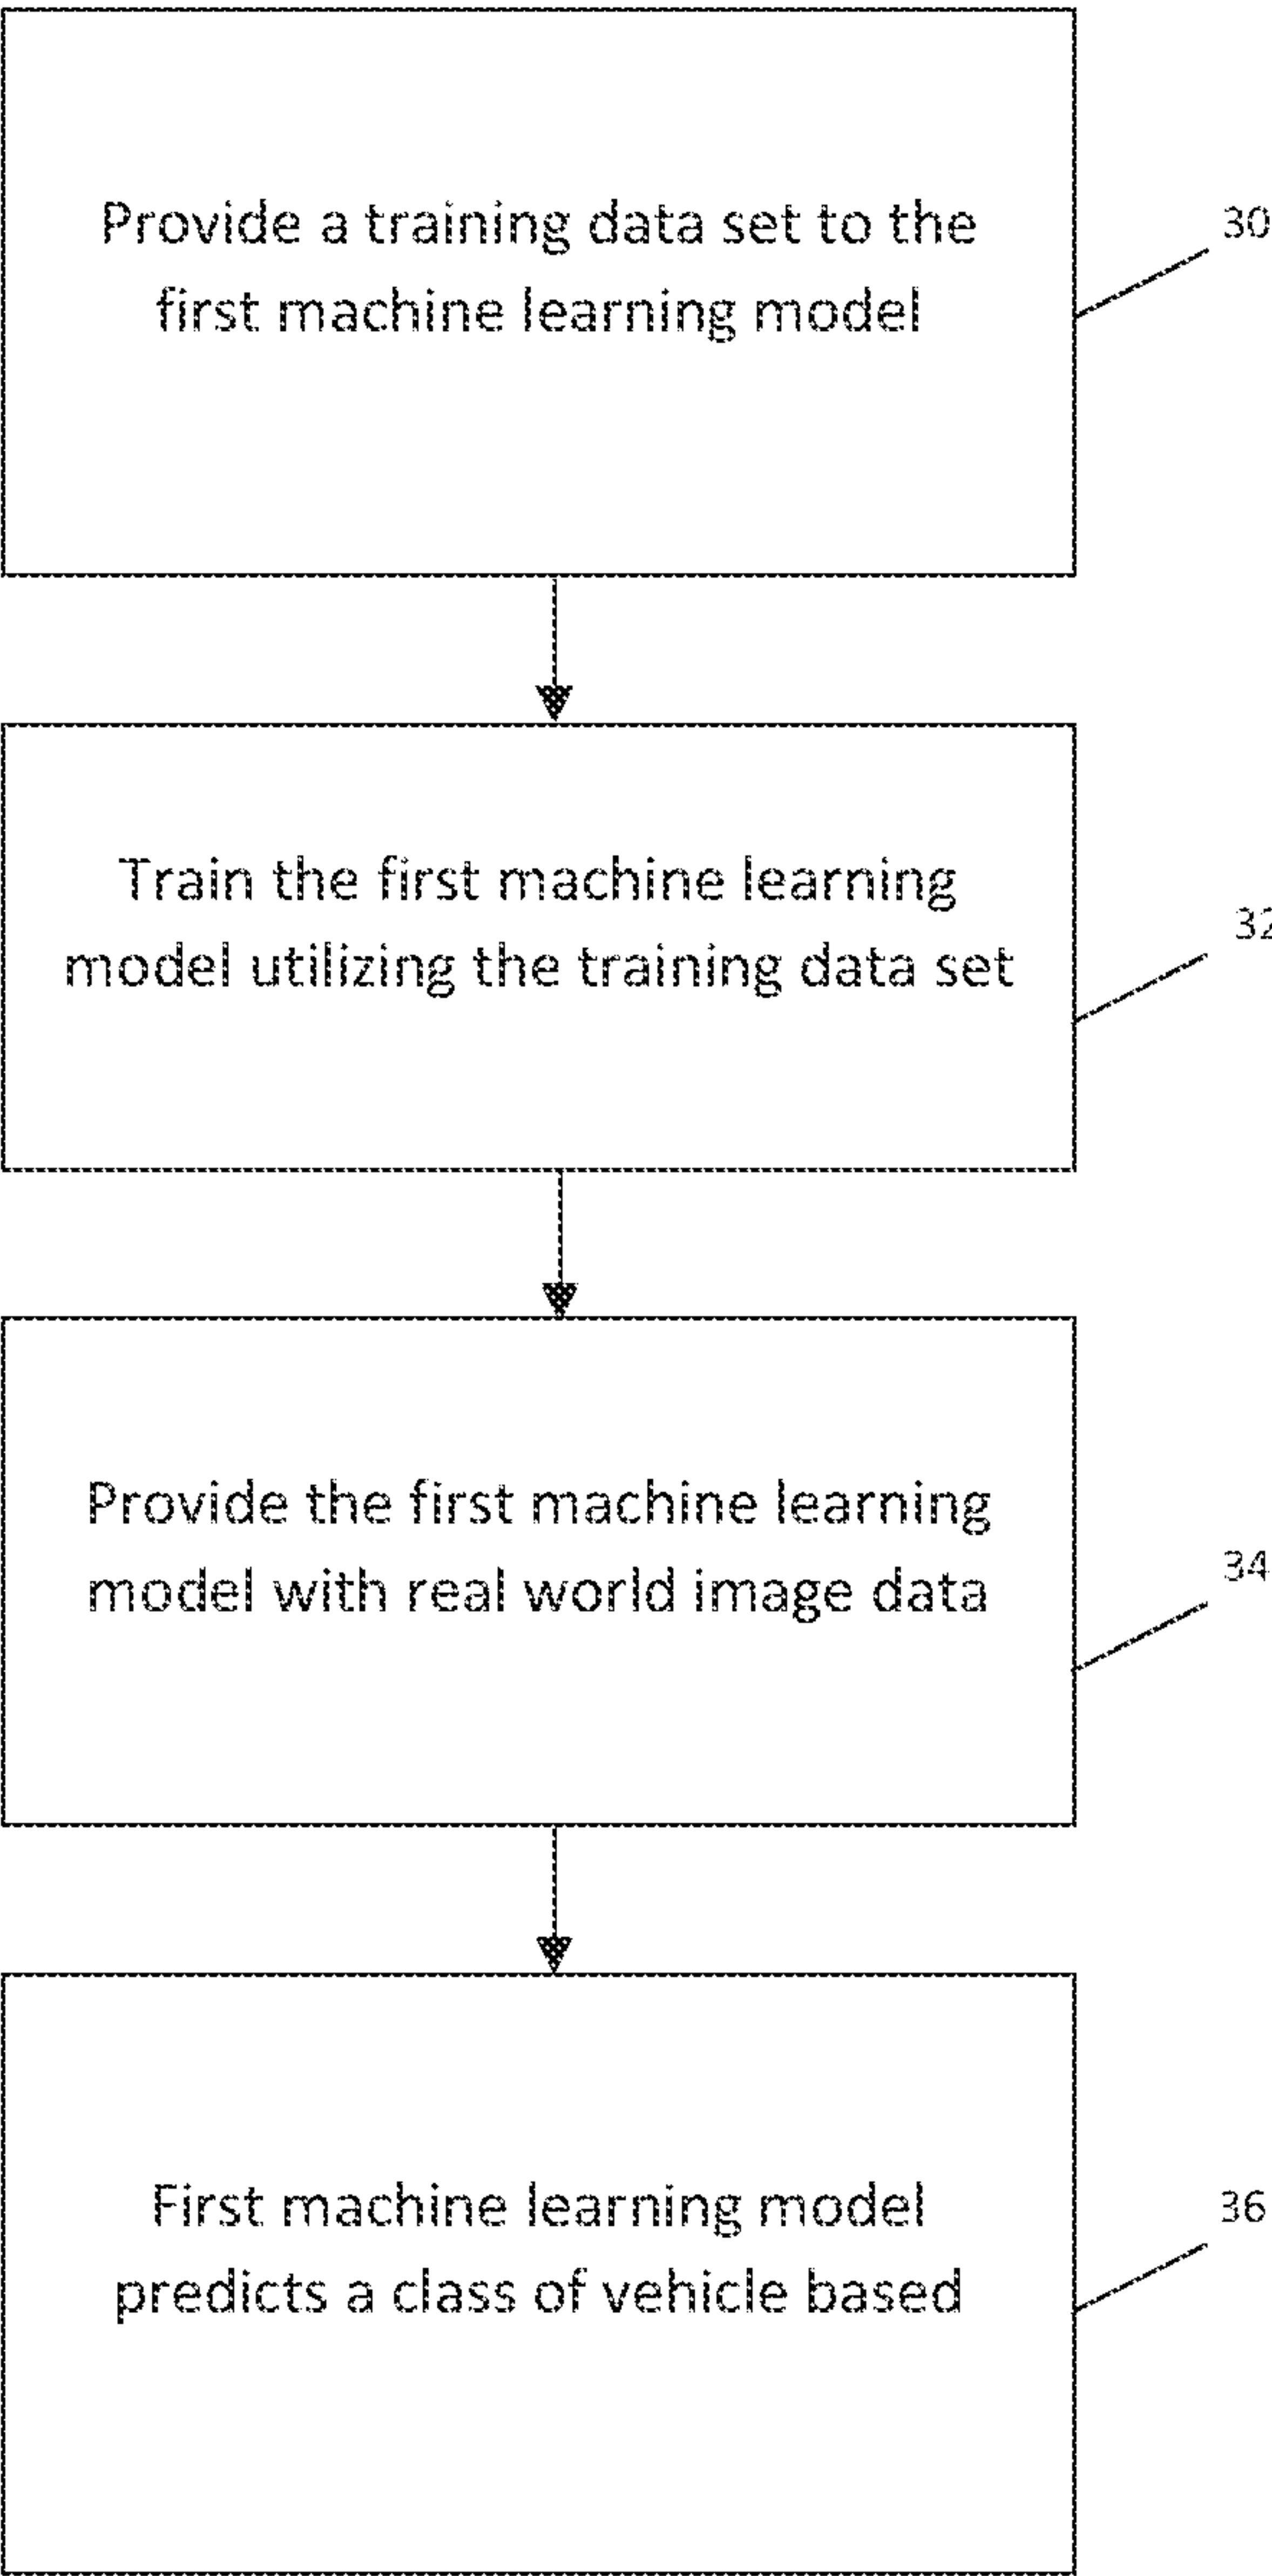 Provide a training data set to the
first machine learning model
30
Train the first machine learning
model utilizing the training data set
32
Provide the first machine learning
model with real world image data
34
First machine learning model
predicts a class of vehicle based
36